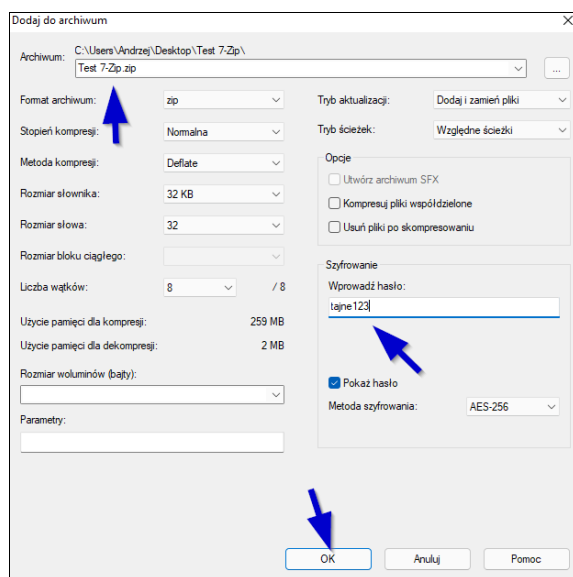 Dodaj do archiwum
Archiwum: C:\Users\Andrzej\Desktop\Test 7-Zip\
Test 7-Zip.zip
...
Format archiwum: zip
Stopień kompresji: Normalna
Metoda kompresji: Deflate
Rozmiar słownika: 32 KB
Rozmiar słowa: 32
Rozmiar bloku ciągłego:
Liczba wątków: 8 / 8
Użycie pamięci dla kompresji: 259 MB
Użycie pamięci dla dekompresji: 2 MB
Rozmiar woluminów (bajty):
Parametry:
Tryb aktualizacji: Dodaj i zamień pliki
Tryb ścieżek: Względne ścieżki
Opcje
Utwórz archiwum SFX
Kompresuj pliki współdzielone
Usuń pliki po skompresowaniu
Szyfrowanie
Wprowadź hasło:
tajne123
Pokaż hasło
Metoda szyfrowania: AES-256
OK
Anuluj
Pomoc